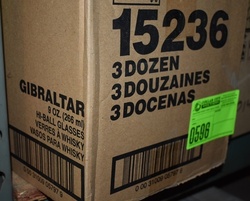 15236
3 DOZEN
3 DOUZAINES
3 DOCENAS
GIBRALTAR
9 OZ. (266 ml)
HI-BALL GLASSES
VERRES À WHISKY
VASOS PARA WHISKY
0596